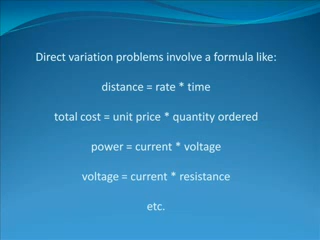 Direct variation problems involve a formula like:
distance = rate * time
total cost = unit price * quantity ordered
power = current * voltage
voltage = current * resistance
etc.